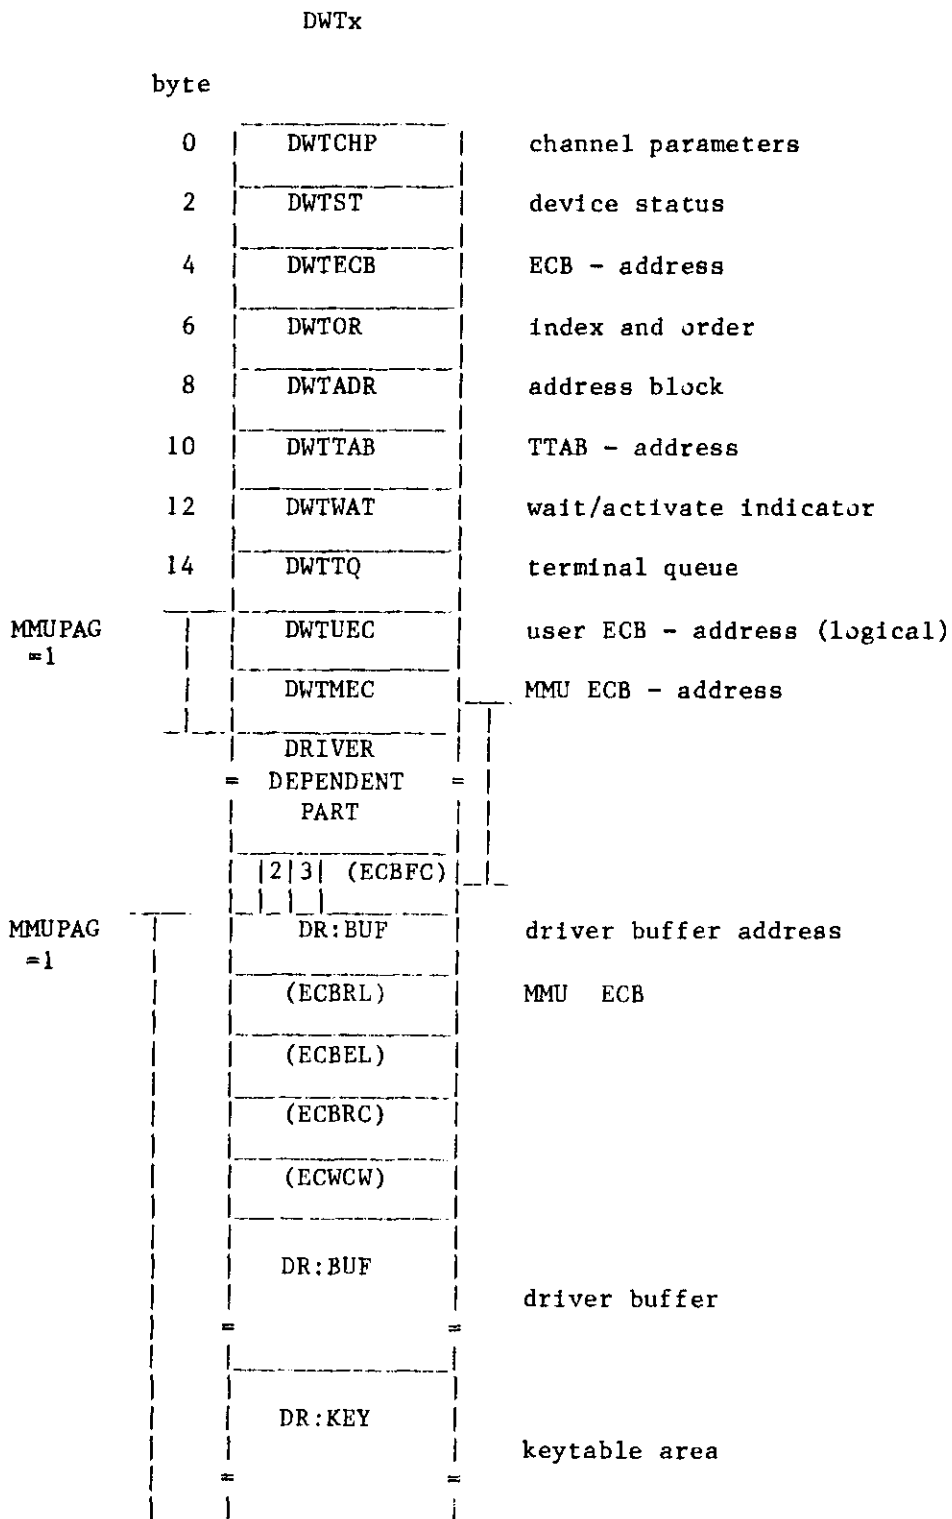 DWTx
byte
0 DWTCHP channel parameters
2 DWTST device status
4 DWTECB ECB - address
6 DWTOR index and order
8 DWTADR address block
10 DWTTAB TTAB - address
12 DWTWAT wait/activate indicator
14 DWTTQ terminal queue
MMUPAG DWTUEC user ECB - address (logical)
=1
DWTMEC MMU ECB - address
DRIVER
= DEPENDENT =
PART
|2|3| (ECBFC)
MMUPAG DR:BUF driver buffer address
=1
(ECBRL) MMU ECB
(ECBEL)
(ECBRC)
(ECWCW)
DR:BUF
driver buffer
= =
DR:KEY
keytable area
= =